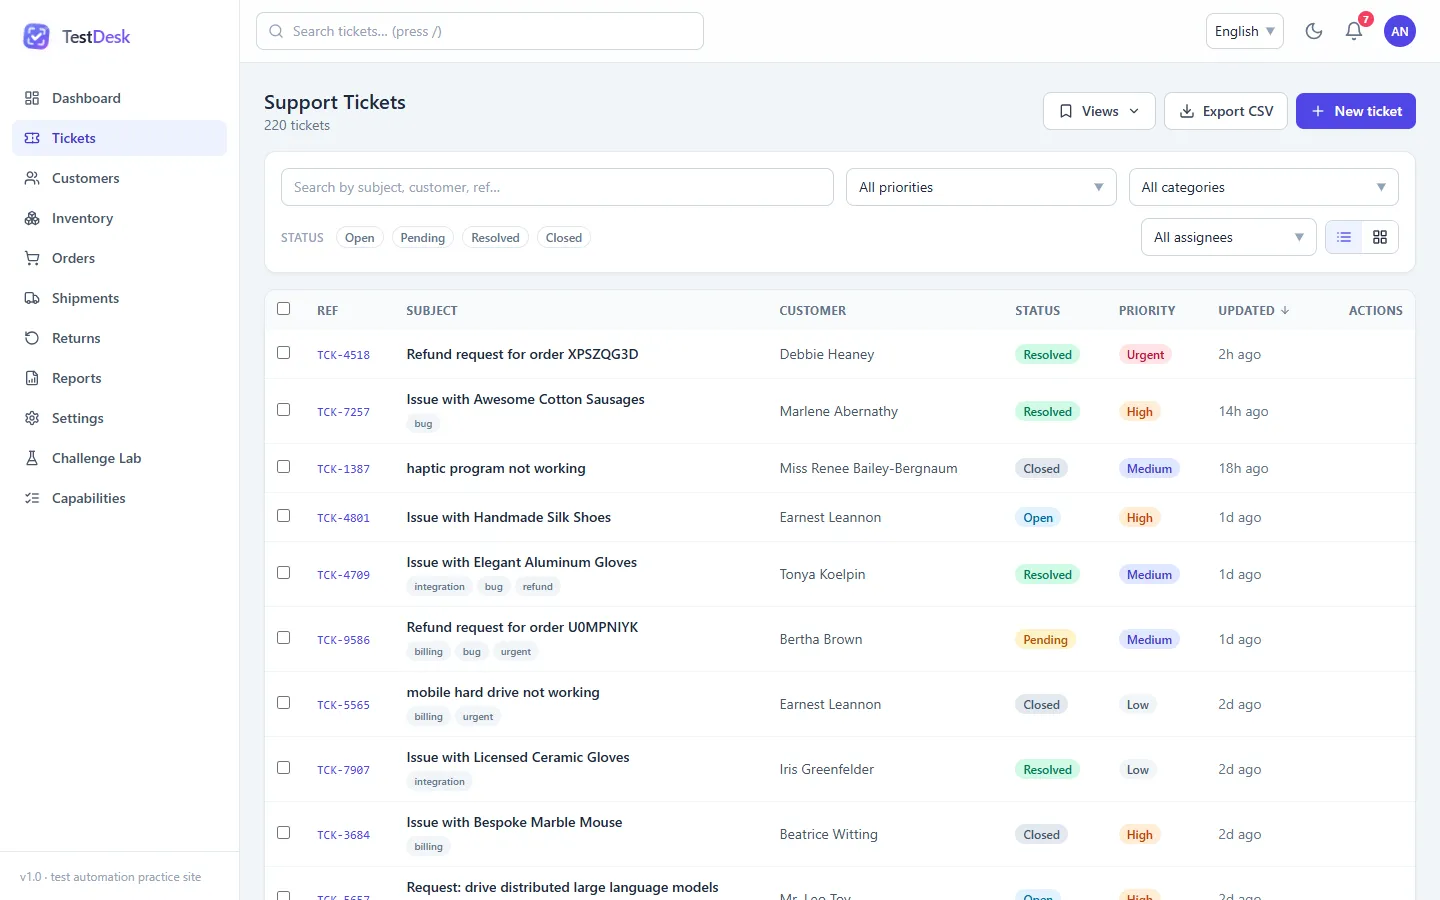 TestDesk
Search tickets... (press /)
English
7
AN
Dashboard
Tickets
Customers
Inventory
Orders
Shipments
Returns
Reports
Settings
Challenge Lab
Capabilities
v1.0 · test automation practice site
Support Tickets
220 tickets
Views
Export CSV
New ticket
Search by subject, customer, ref...
All priorities
All categories
STATUS Open Pending Resolved Closed
All assignees
REF SUBJECT CUSTOMER STATUS PRIORITY UPDATED ↓ ACTIONS
TCK-4518 Refund request for order XPSZQG3D Debbie Heaney Resolved Urgent 2h ago
TCK-7257 Issue with Awesome Cotton Sausages Marlene Abernathy Resolved High 14h ago
bug
TCK-1387 haptic program not working Miss Renee Bailey-Bergnaum Closed Medium 18h ago
TCK-4801 Issue with Handmade Silk Shoes Earnest Leannon Open High 1d ago
TCK-4709 Issue with Elegant Aluminum Gloves Tonya Koelpin Resolved Medium 1d ago
integration bug refund
TCK-9586 Refund request for order U0MPNIYK Bertha Brown Pending Medium 1d ago
billing bug urgent
TCK-5565 mobile hard drive not working Earnest Leannon Closed Low 2d ago
billing urgent
TCK-7907 Issue with Licensed Ceramic Gloves Iris Greenfelder Resolved Low 2d ago
integration
TCK-3684 Issue with Bespoke Marble Mouse Beatrice Witting Closed High 2d ago
billing
Request: drive distributed large language models
Open High 2d ago